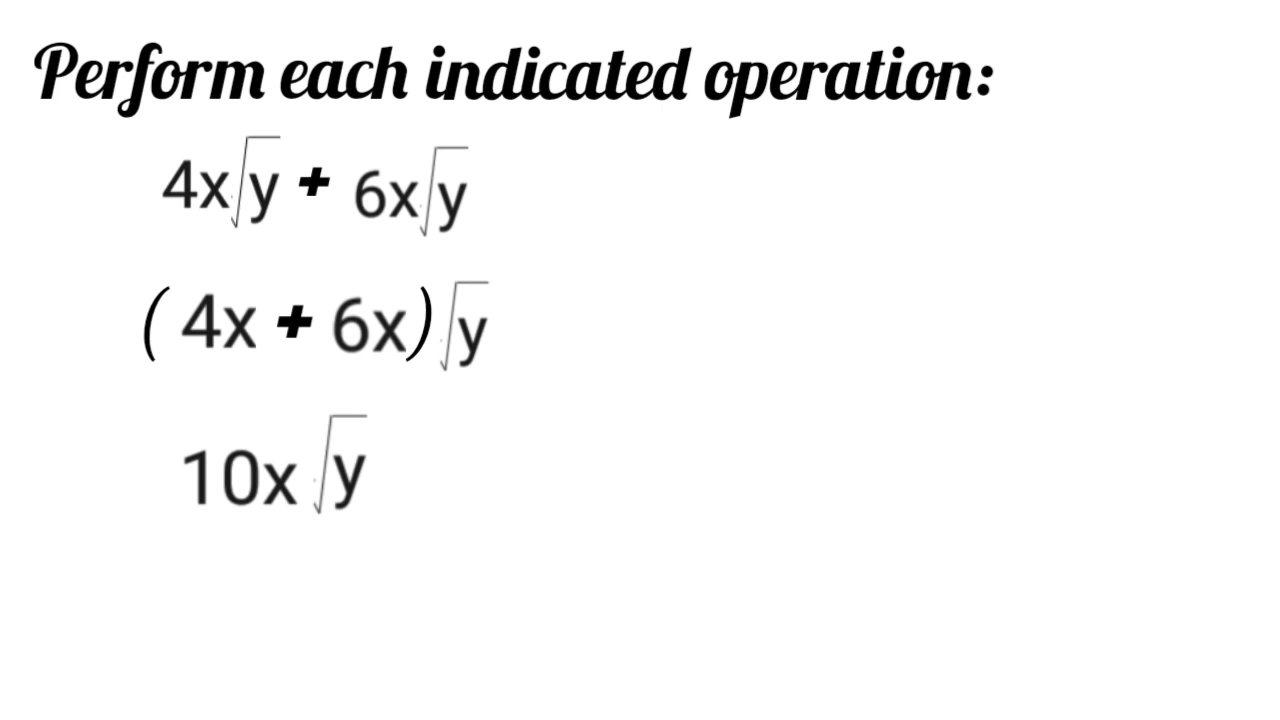 Perform each indicated operation:
4x√y + 6x√y
( 4x + 6x)√y
10x √y